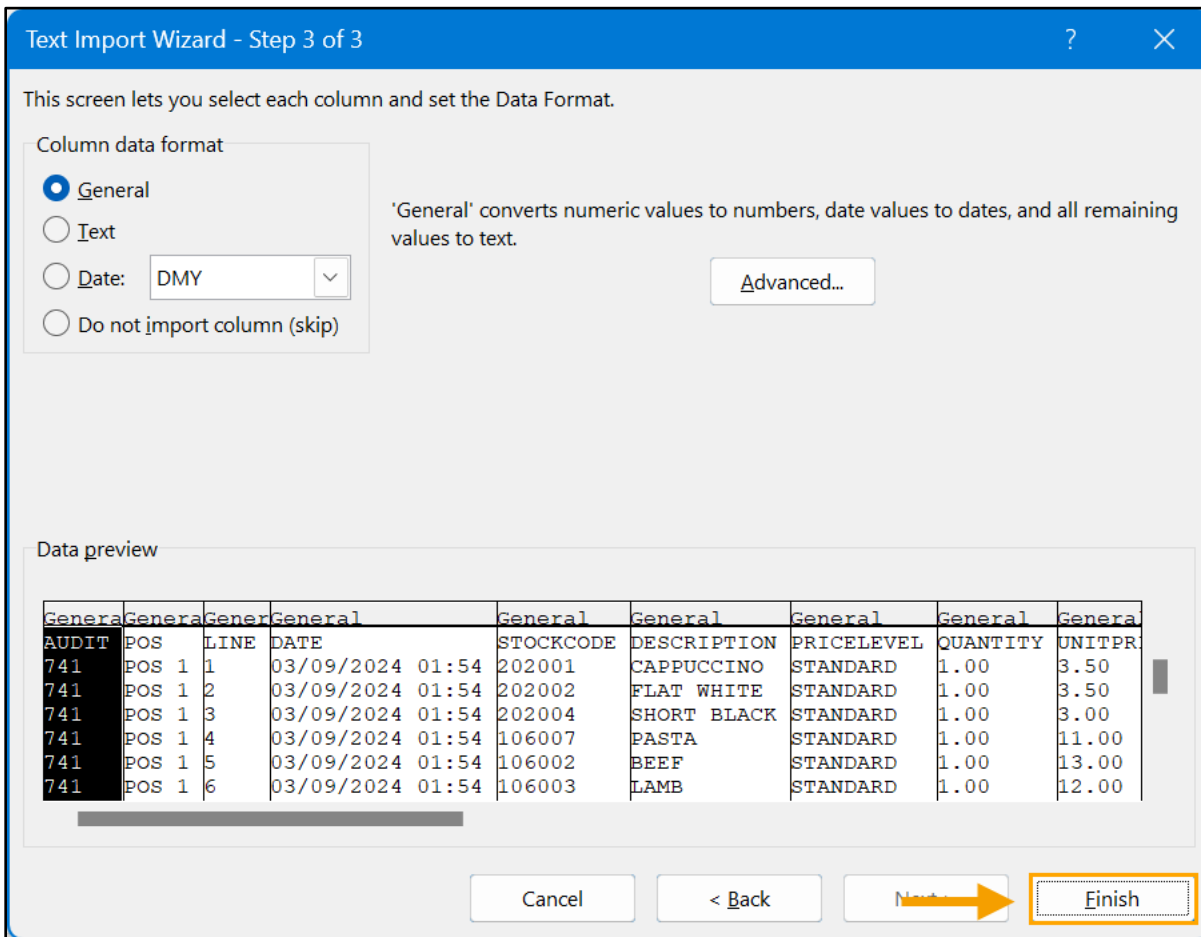 Text Import Wizard - Step 3 of 3 ?
This screen lets you select each column and set the Data Format.
Column data format
General
Text
Date: DMY
Do not import column (skip)
'General' converts numeric values to numbers, date values to dates, and all remaining
values to text.
Advanced...
Data preview
Genera Genera Gener General General General General General General
AUDIT POS LINE DATE STOCKCODE DESCRIPTION PRICELEVEL QUANTITY UNITPR
741 POS 1 1 03/09/2024 01:54 202001 CAPPUCCINO STANDARD 1.00 3.50
741 POS 1 2 03/09/2024 01:54 202002 FLAT WHITE STANDARD 1.00 3.50
741 POS 1 3 03/09/2024 01:54 202004 SHORT BLACK STANDARD 1.00 3.00
741 POS 1 4 03/09/2024 01:54 106007 PASTA STANDARD 1.00 11.00
741 POS 1 5 03/09/2024 01:54 106002 BEEF STANDARD 1.00 13.00
741 POS 1 6 03/09/2024 01:54 106003 LAMB STANDARD 1.00 12.00
Cancel < Back Finish